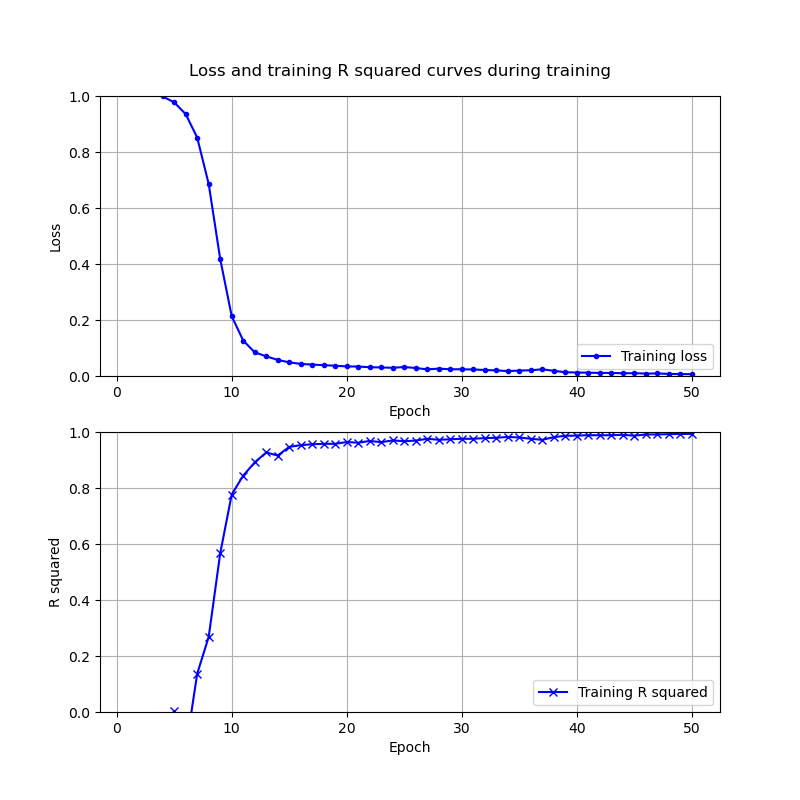 Loss and training R squared curves during training
1.0
0.8
0.6
0.4
0.2
0.0
Loss
Training loss
0 10 20 30 40 50
Epoch
1.0
0.8
0.6
0.4
0.2
0.0
R squared
Training R squared
0 10 20 30 40 50
Epoch